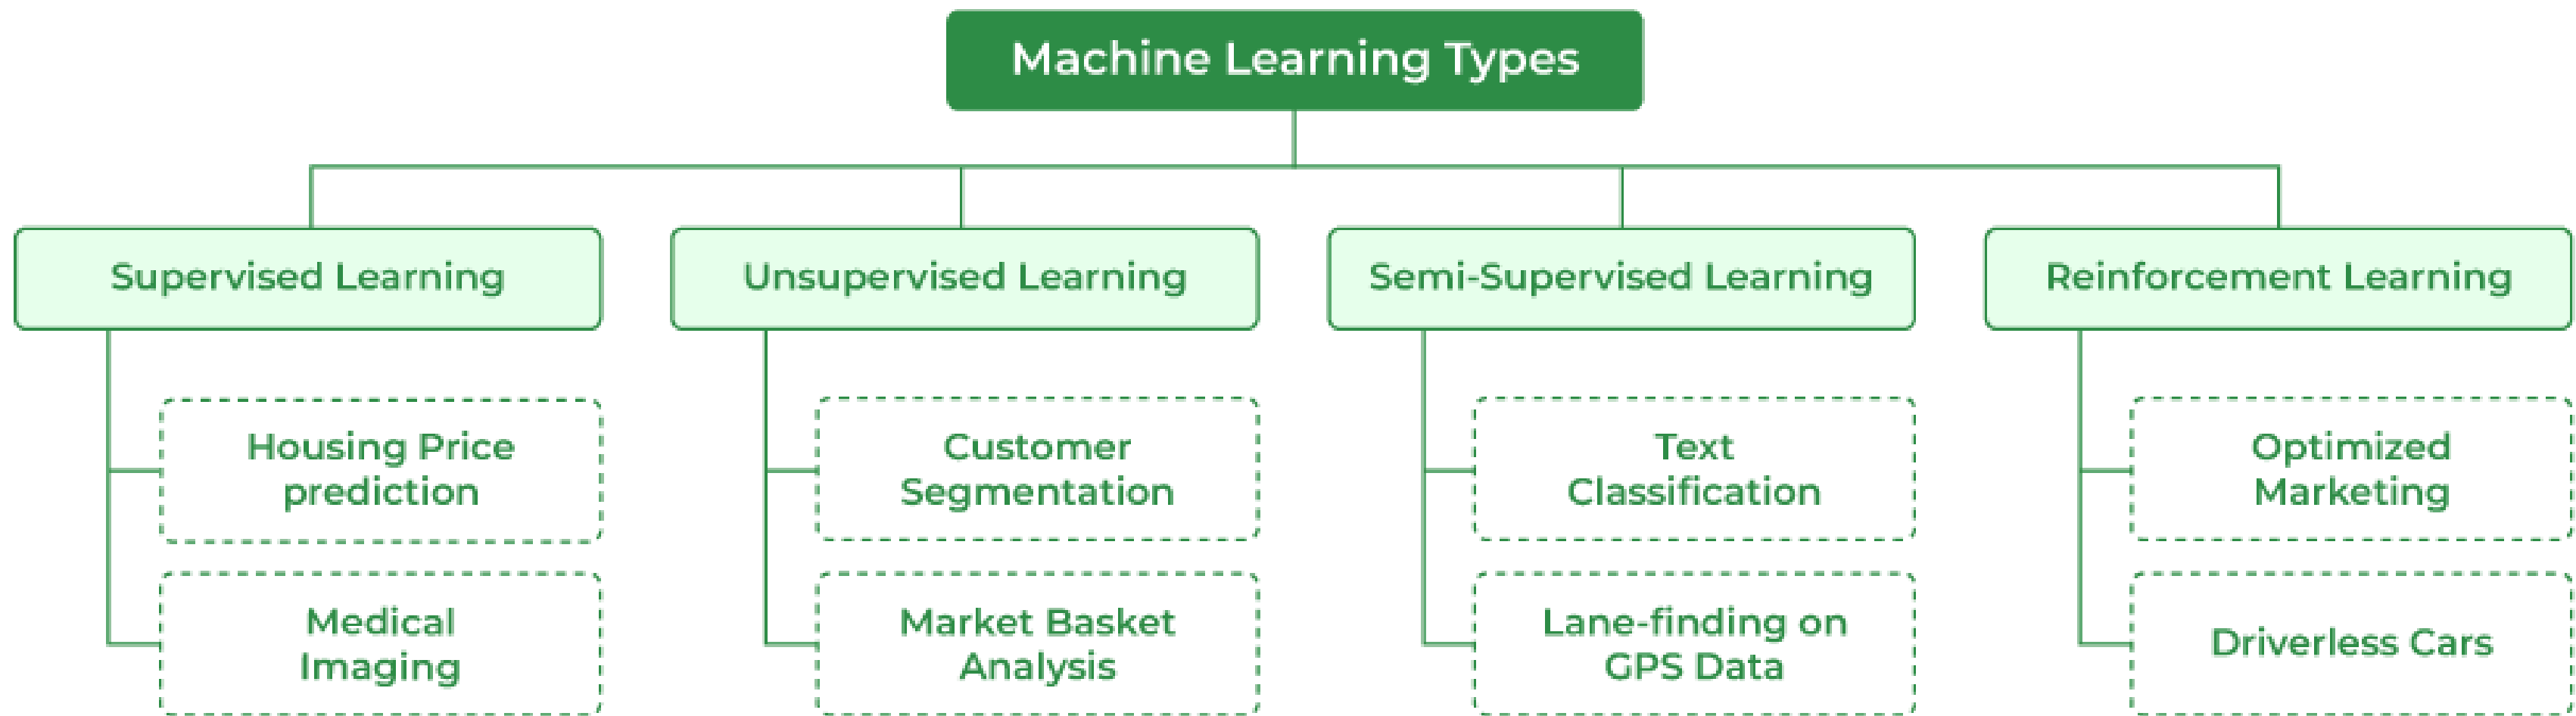 Machine Learning Types
Supervised Learning
Unsupervised Learning
Semi-Supervised Learning
Reinforcement Learning
Housing Price
prediction
Customer
Segmentation
Text
Classification
Optimized
Marketing
Medical
Imaging
Market Basket
Analysis
Lane-finding on
GPS Data
Driverless Cars